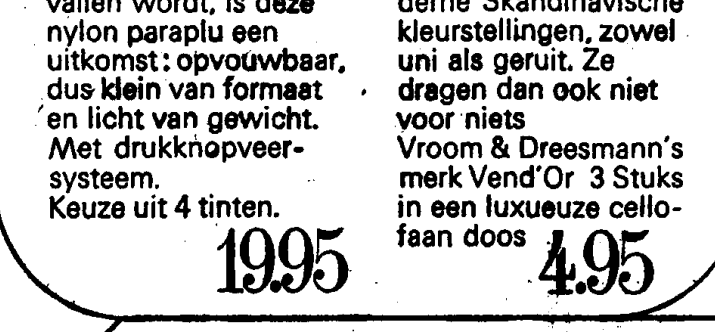 vallen wordt, is deze
nylon paraplu een
uitkomst: opvouwbaar,
dus klein van formaat
en licht van gewicht.
Met drukknopveer-
systeem.
Keuze uit 4 tinten.
19.95
derne Skandinavische
kleurstellingen, zowel
uni als geruit. Ze
dragen dan ook niet
voor niets
Vroom & Dreesmann's
merk Vend'Or 3 Stuks
in een luxueuze cello-
faan doos
4.95